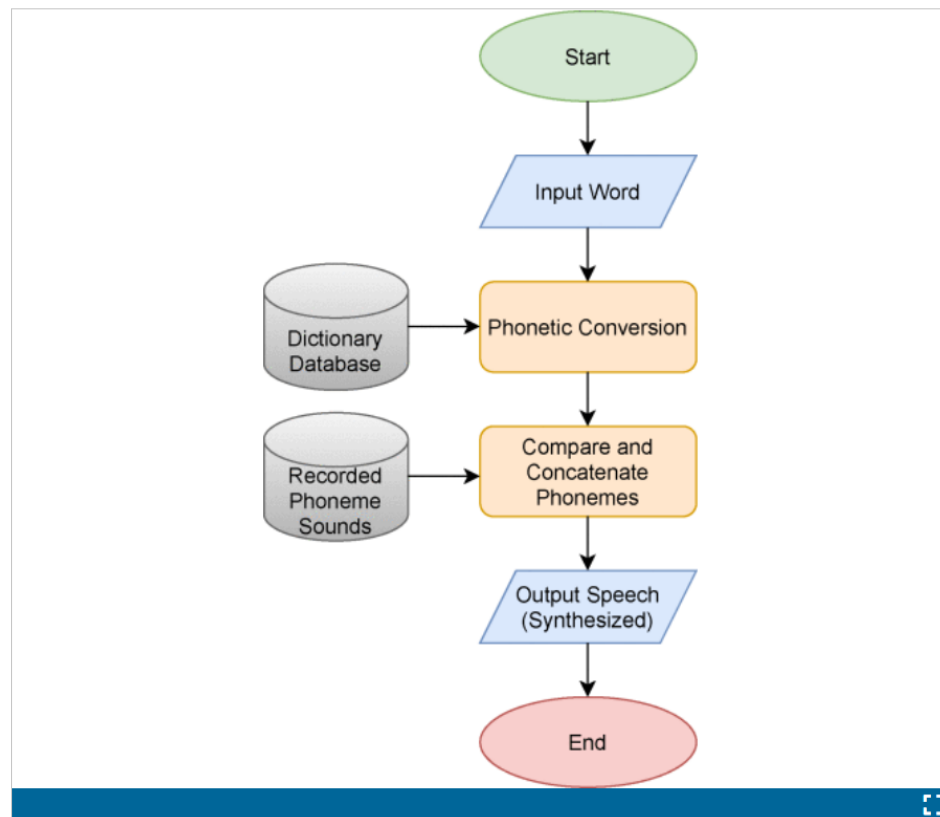 Start
Input Word
Dictionary
Database
Phonetic Conversion
Recorded
Phoneme
Sounds
Compare and
Concatenate
Phonemes
Output Speech
(Synthesized)
End